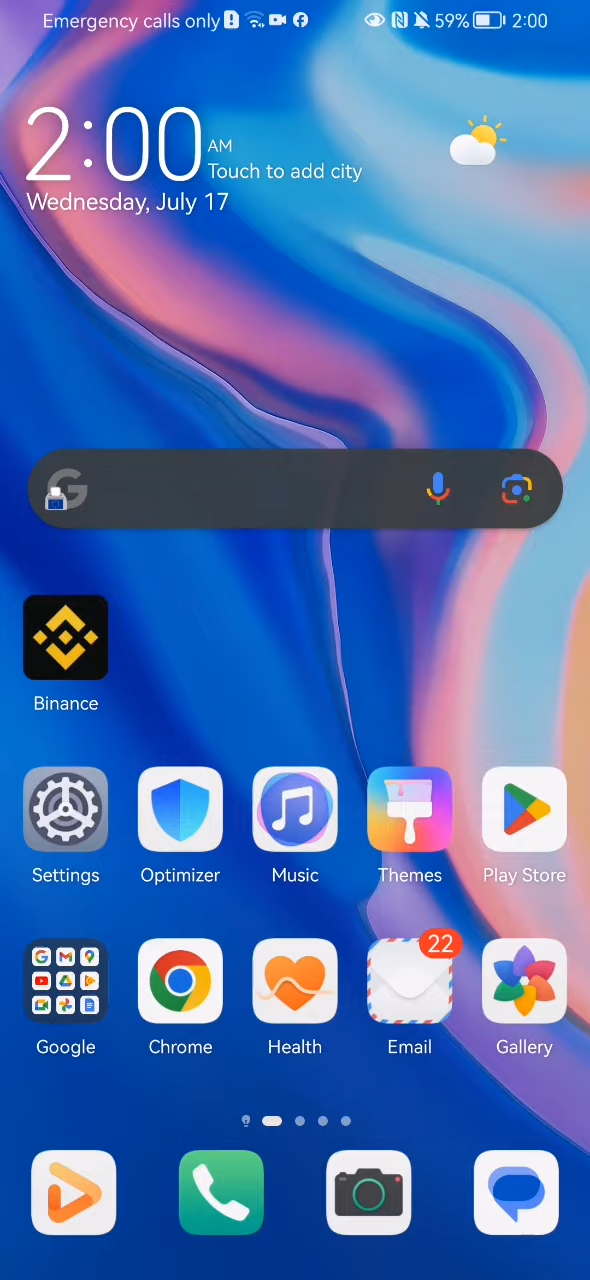 Emergency calls only 59% 2:00
2:00 AM
Touch to add city
Wednesday, July 17
Binance
Settings Optimizer Music Themes Play Store
22
Google Chrome Health Email Gallery